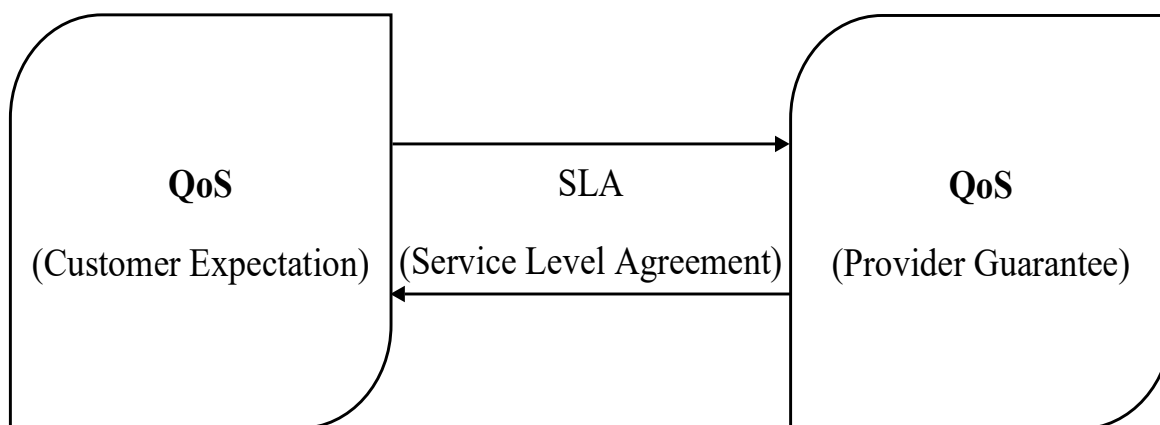 QoS
(Customer Expectation)
SLA
(Service Level Agreement)
QoS
(Provider Guarantee)